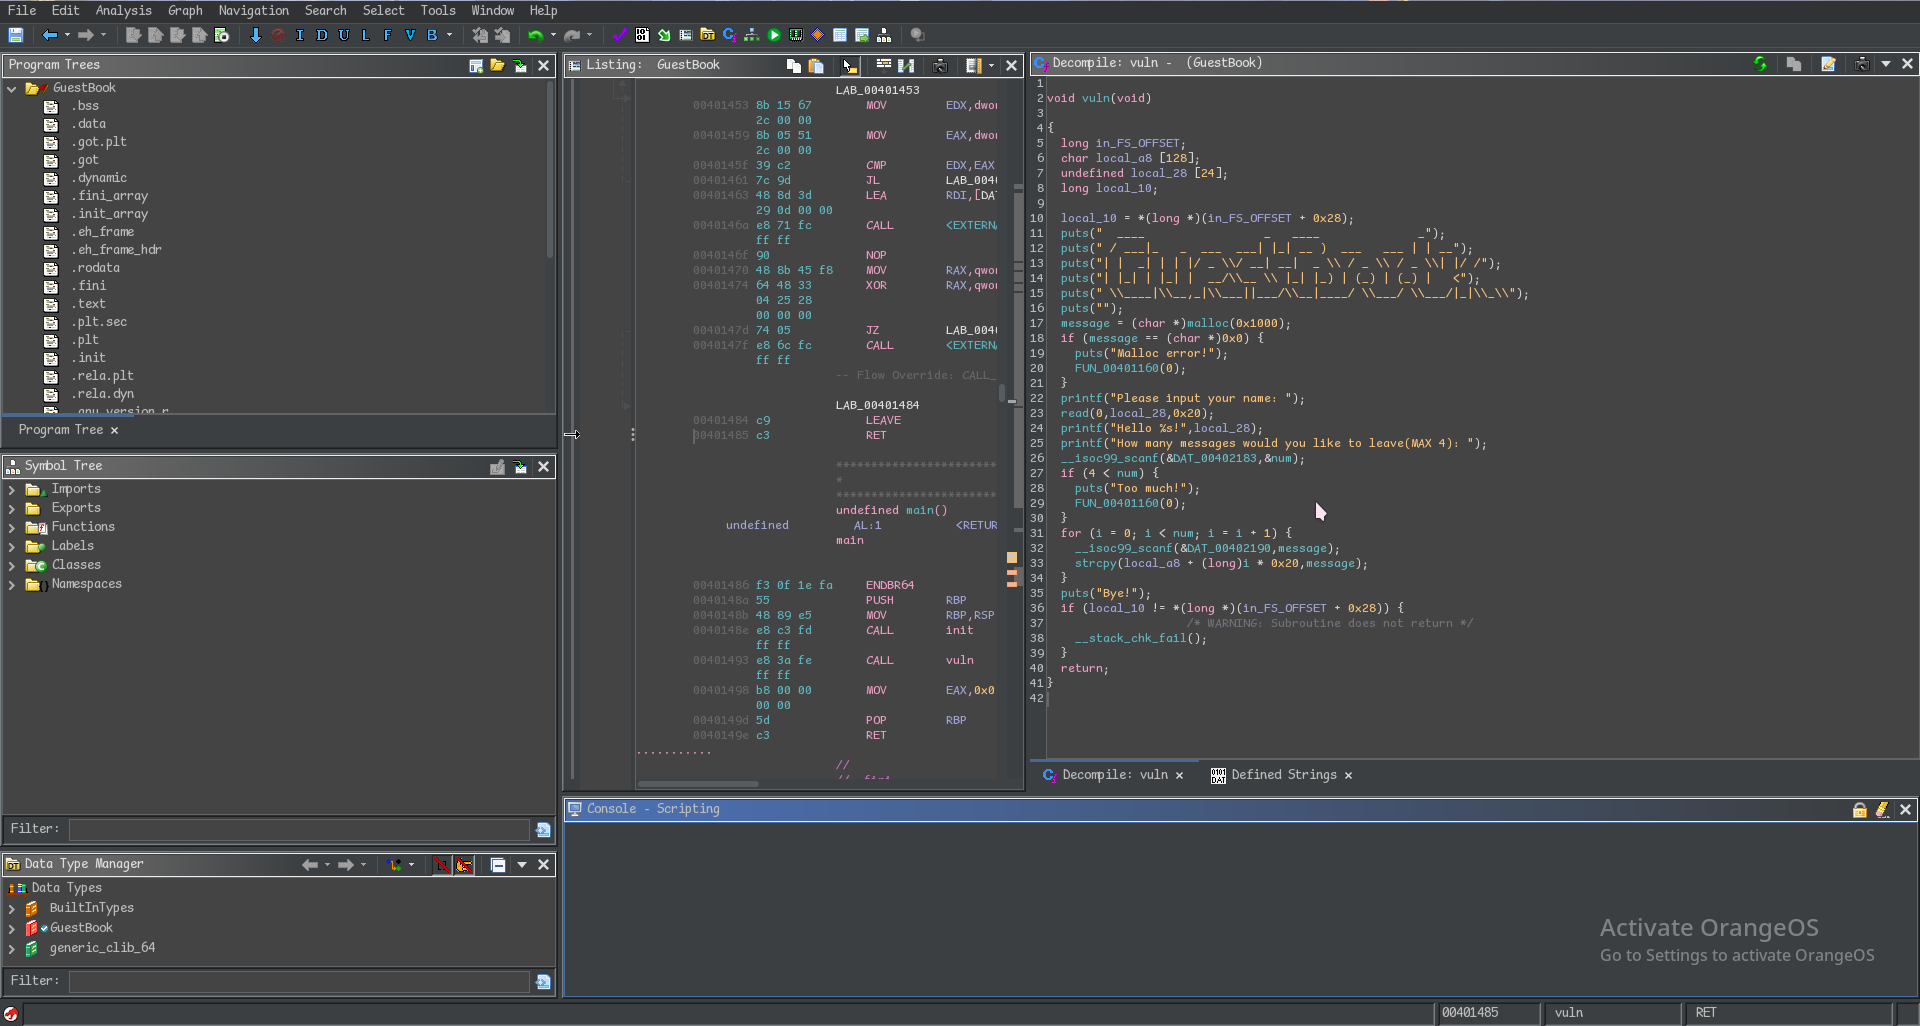 File Edit Analysis Graph Navigation Search Select Tools Window Help
I D U L F V B
Program Trees
GuestBook
.bss
.data
.got.plt
.got
.dynamic
.fini_array
.init_array
.eh_frame
.eh_frame_hdr
.rodata
.fini
.text
.plt.sec
.plt
.init
.rela.plt
.rela.dyn
.gnu_version_r
Program Tree ×
Symbol Tree
Imports
Exports
Functions
Labels
Classes
Namespaces
Filter:
Data Type Manager
Data Types
BuiltInTypes
GuestBook
generic_clib_64
Filter:
Listing: GuestBook
LAB_00401453
00401453 8b 15 67 MOV EDX,dwor
2c 00 00
00401459 8b 05 51 MOV EAX,dwor
2c 00 00
0040145f 39 c2 CMP EDX,EAX
00401461 7c 9d JL LAB_0040
00401463 48 8d 3d LEA RDI,[DAT
29 0d 00 00
0040146a e8 71 fc CALL <EXTERNA
ff ff
0040146f 90 NOP
00401470 48 8b 45 f8 MOV RAX,qwor
00401474 64 48 33 XOR RAX,qwor
04 25 28
00 00 00
0040147d 74 05 JZ LAB_0040
0040147f e8 6c fc CALL <EXTERNA
ff ff
-- Flow Override: CALL_
LAB_00401484
00401484 c9 LEAVE
00401485 c3 RET
***********************
*
***********************
undefined main()
undefined AL:1 <RETUR
main
00401486 f3 0f 1e fa ENDBR64
0040148a 55 PUSH RBP
0040148b 48 89 e5 MOV RBP,RSP
0040148e e8 c3 fd CALL init
ff ff
00401493 e8 3a fe CALL vuln
ff ff
00401498 b8 00 00 MOV EAX,0x0
00 00
0040149d 5d POP RBP
0040149e c3 RET
//
// .fini
Decompile: vuln - (GuestBook)
1
2 void vuln(void)
3
4 {
5 long in_FS_OFFSET;
6 char local_a8 [128];
7 undefined local_28 [24];
8 long local_10;
9
10 local_10 = *(long *)(in_FS_OFFSET + 0x28);
11 puts("  ____                 _   ____              _");
12 puts(" / ___|_   _  ___  ___| |_| __ )  ___   ___ | | __");
13 puts("| |  _| | | |/ _ \\/ __| __|  _ \\ / _ \\ / _ \\| |/ /");
14 puts("| |_| | |_| |  __/\\__ \\ |_| |_) | (_) | (_) |   <");
15 puts(" \\____|\\__,_|\\___||___/\\__|____/ \\___/ \\___/|_|\\_\\");
16 puts("");
17 message = (char *)malloc(0x1000);
18 if (message == (char *)0x0) {
19 puts("Malloc error!");
20 FUN_00401160(0);
21 }
22 printf("Please input your name: ");
23 read(0,local_28,0x20);
24 printf("Hello %s!",local_28);
25 printf("How many messages would you like to leave(MAX 4): ");
26 __isoc99_scanf(&DAT_00402183,&num);
27 if (4 < num) {
28 puts("Too much!");
29 FUN_00401160(0);
30 }
31 for (i = 0; i < num; i = i + 1) {
32 __isoc99_scanf(&DAT_00402190,message);
33 strcpy(local_a8 + (long)i * 0x20,message);
34 }
35 puts("Bye!");
36 if (local_10 != *(long *)(in_FS_OFFSET + 0x28)) {
37 /* WARNING: Subroutine does not return */
38 __stack_chk_fail();
39 }
40 return;
41 }
42
Decompile: vuln × Defined Strings ×
Console - Scripting
Activate OrangeOS
Go to Settings to activate OrangeOS
00401485 vuln RET